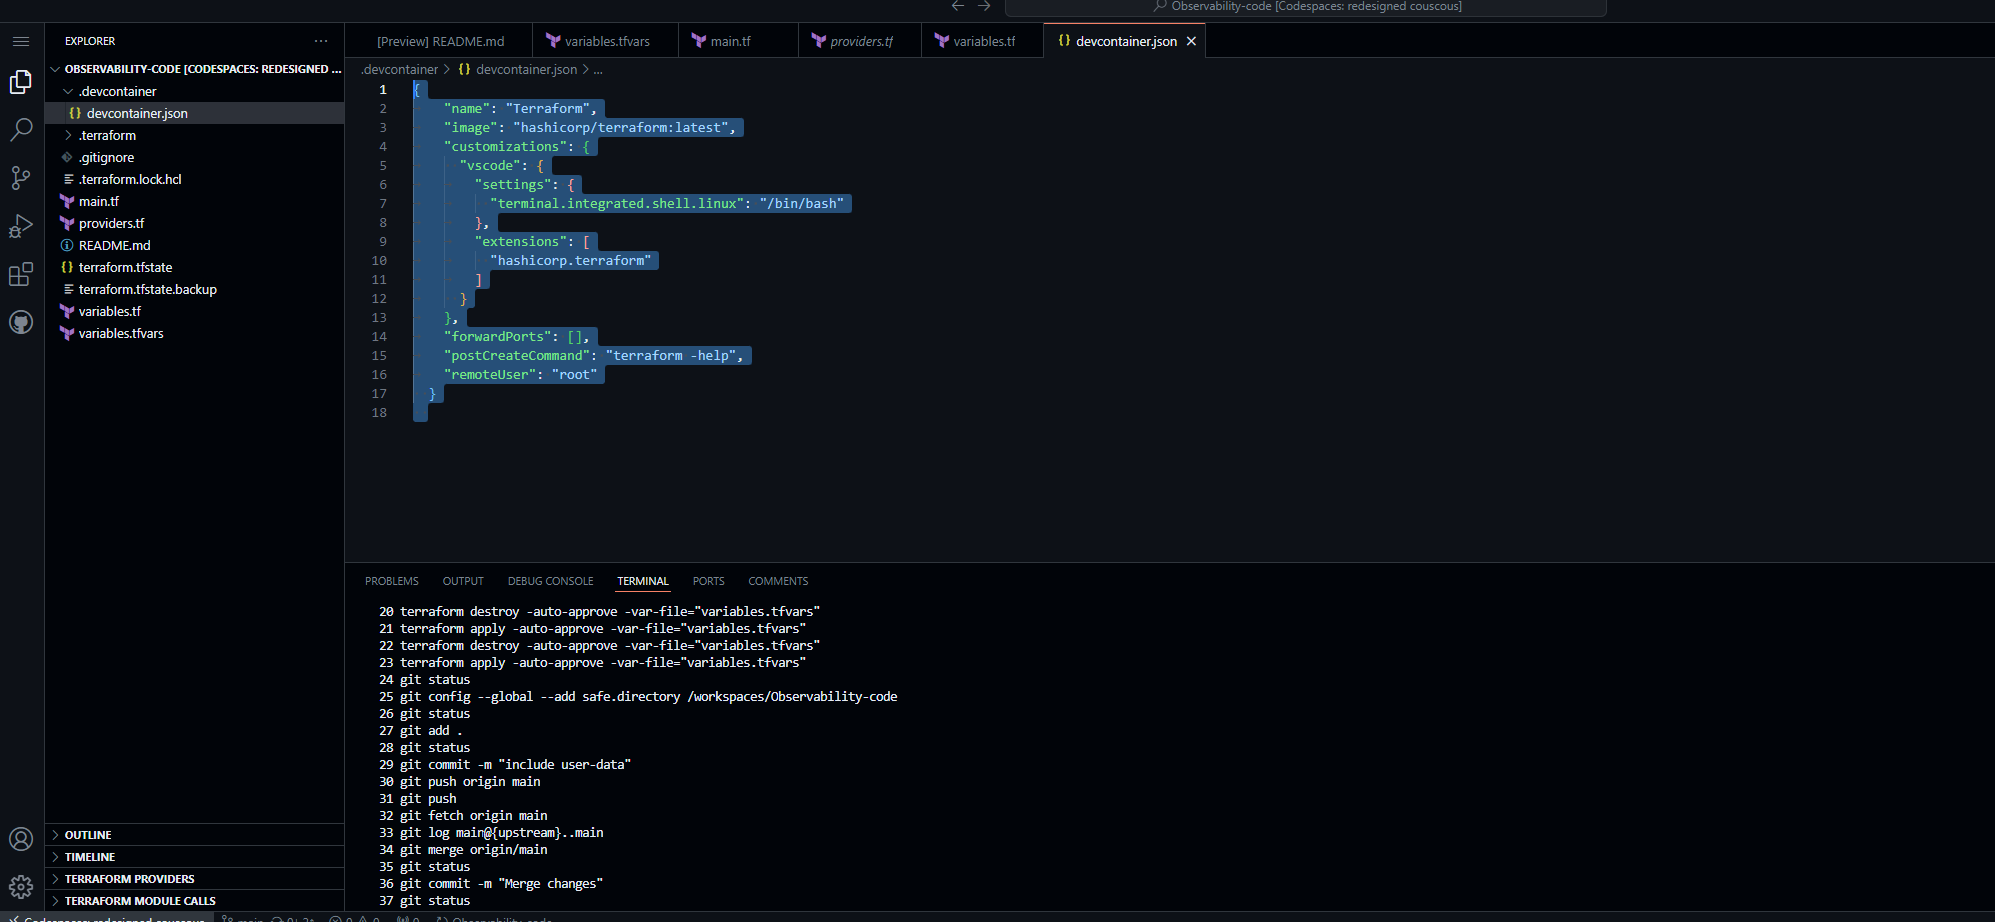 Observability-code [Codespaces: redesigned couscous]
EXPLORER
OBSERVABILITY-CODE [CODESPACES: REDESIGNED ...
.devcontainer
devcontainer.json
.terraform
.gitignore
.terraform.lock.hcl
main.tf
providers.tf
README.md
terraform.tfstate
terraform.tfstate.backup
variables.tf
variables.tfvars
OUTLINE
TIMELINE
TERRAFORM PROVIDERS
TERRAFORM MODULE CALLS
[Preview] README.md variables.tfvars main.tf providers.tf variables.tf devcontainer.json
.devcontainer > {} devcontainer.json > ...
1 {
2 "name": "Terraform",
3 "image": "hashicorp/terraform:latest",
4 "customizations": {
5 "vscode": {
6 "settings": {
7 "terminal.integrated.shell.linux": "/bin/bash"
8 },
9 "extensions": [
10 "hashicorp.terraform"
11 ]
12 }
13 },
14 "forwardPorts": [],
15 "postCreateCommand": "terraform -help",
16 "remoteUser": "root"
17 }
18
PROBLEMS OUTPUT DEBUG CONSOLE TERMINAL PORTS COMMENTS
20 terraform destroy -auto-approve -var-file="variables.tfvars"
21 terraform apply -auto-approve -var-file="variables.tfvars"
22 terraform destroy -auto-approve -var-file="variables.tfvars"
23 terraform apply -auto-approve -var-file="variables.tfvars"
24 git status
25 git config --global --add safe.directory /workspaces/Observability-code
26 git status
27 git add .
28 git status
29 git commit -m "include user-data"
30 git push origin main
31 git push
32 git fetch origin main
33 git log main@{upstream}..main
34 git merge origin/main
35 git status
36 git commit -m "Merge changes"
37 git status
Codespaces: redesigned couscous main Observability-code